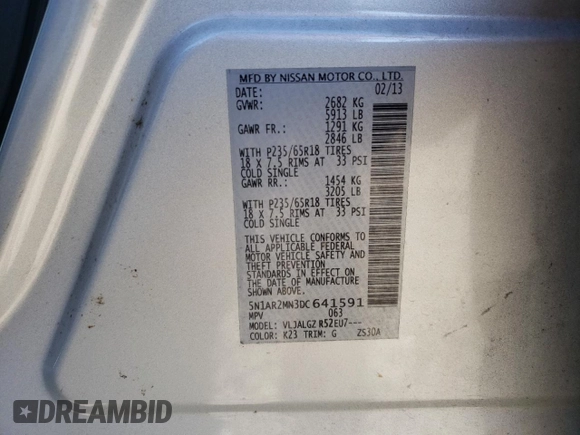 MFD BY NISSAN MOTOR CO., LTD.
DATE: 02/13
GVWR: 2682 KG
5913 LB
GAWR FR.: 1291 KG
2846 LB
WITH P235/65R18 TIRES
18 X 7.5 RIMS AT 33 PSI
COLD SINGLE
GAWR RR.: 1454 KG
3205 LB
WITH P235/65R18 TIRES
18 X 7.5 RIMS AT 33 PSI
COLD SINGLE
THIS VEHICLE CONFORMS TO
ALL APPLICABLE FEDERAL
MOTOR VEHICLE SAFETY AND
THEFT PREVENTION
STANDARDS IN EFFECT ON
THE DATE OF MANUFACTURE
SHOWN ABOVE.
5N1AR2MN3DC641591
MPV 063
MODEL: VLJALGZ R52EU7---
COLOR: K23 TRIM: G ZS30A
DREAMBID